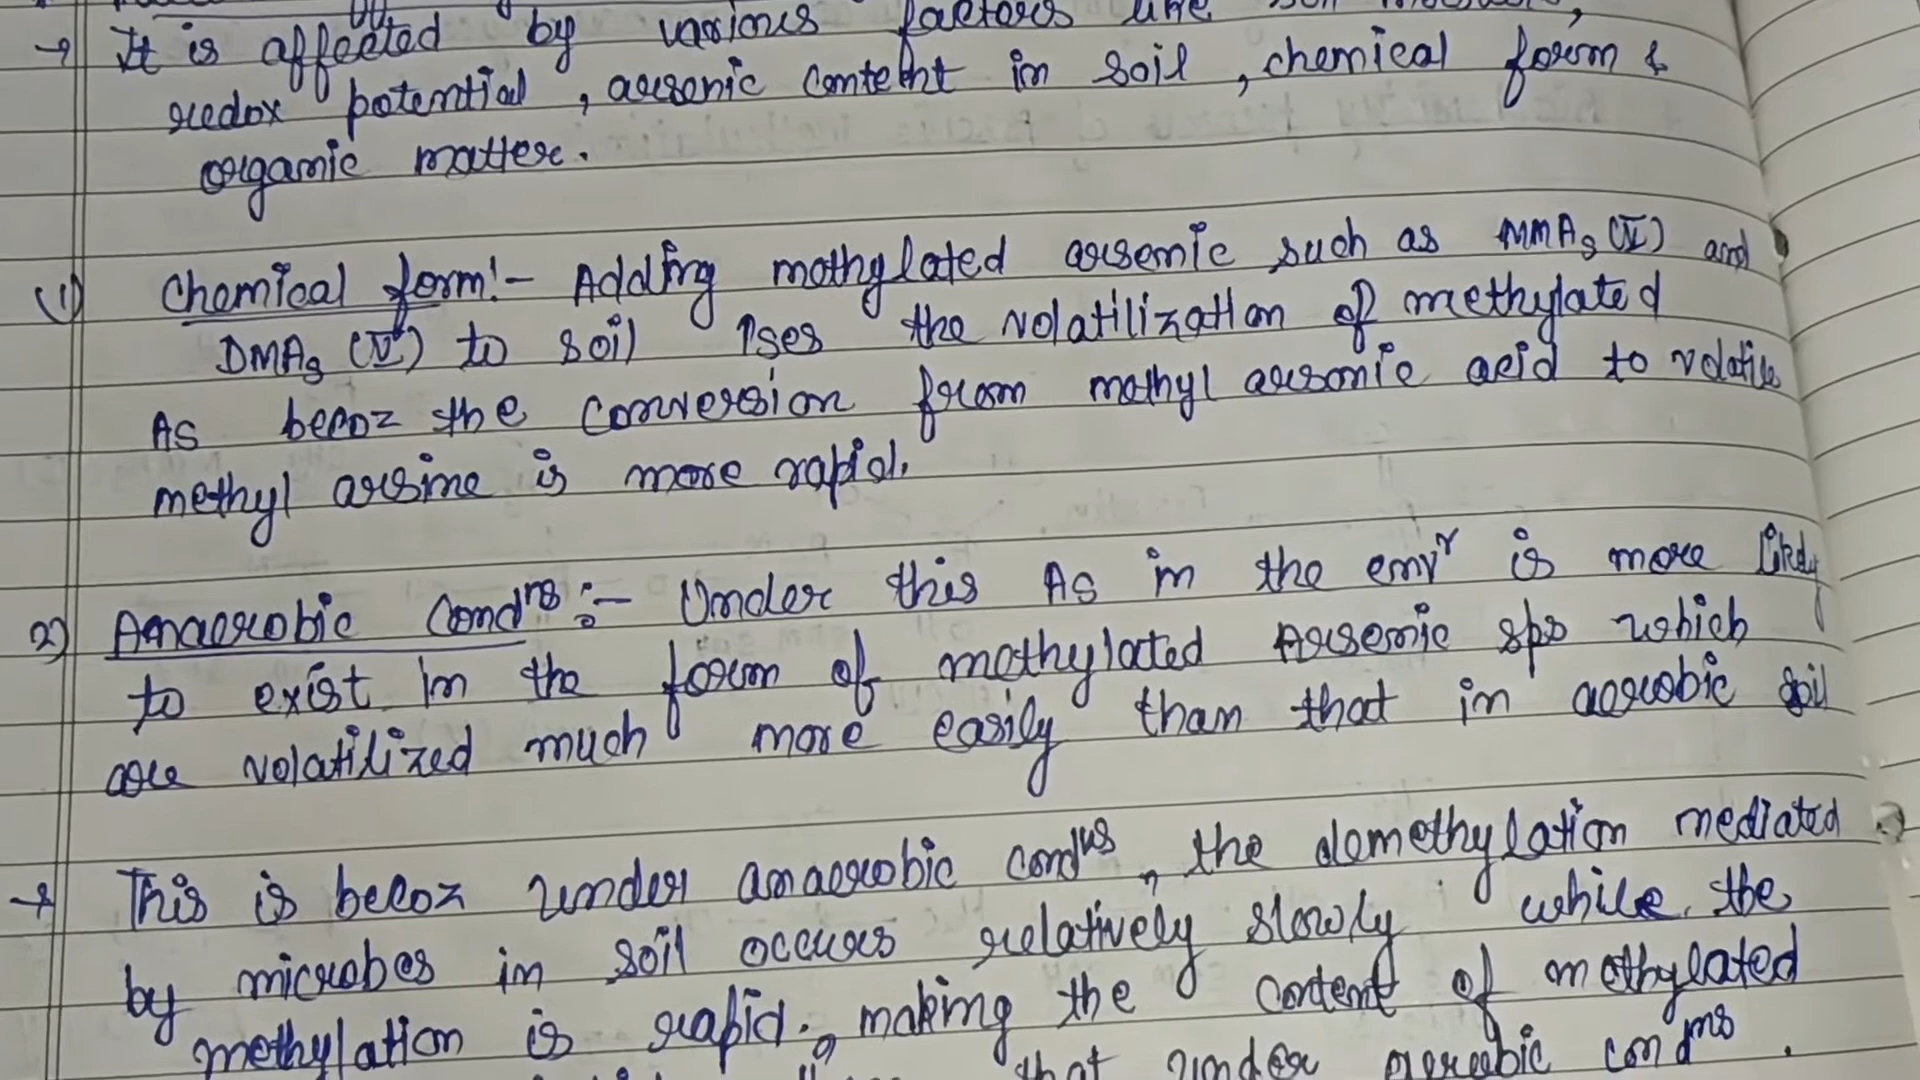 → It is affected by various factors like soil
redox potential, arsenic content in soil, chemical form &
organic matter.
(1) Chemical form:- Adding methylated arsenic such as MMAs (V) and
DMAs (V) to soil ↑ses the volatilization of methylated
As becoz the conversion from methyl arsonic acid to volatile
methyl arsine is more rapid.
2) Anaerobic Condns :- Under this As in the envr is more likely
to exist in the form of methylated Arsenic sps which
are volatilized much more easily than that in aerobic soil
→ This is becoz under anaerobic condns, the demethylation mediated
by microbes in soil occurs relatively slowly while the
methylation is rapid, making the content of methylated
that under aerobic condns.